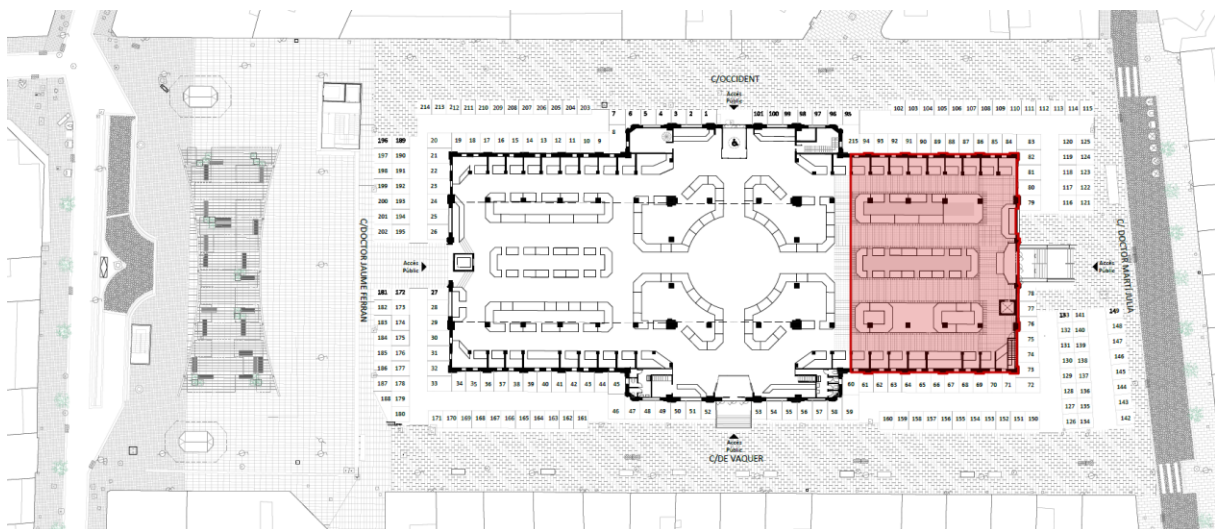 C/OCCIDENT
Accés
Públic
214 213 212 211 210 209 208 207 206 205 204 203
7 6 5 4 3 2 1
101 100 99 98 97 96 95
102 103 104 105 106 107 108 109 110 111 112 113 114 115
8
196 189 20 19 18 17 16 15 14 13 12 11 10 9
215 94 93 92 91 90 89 88 87 86 85 84 83 120 125
197 190 21 82 119 124
198 191 22 81 118 123
199 192 23 80 117 122
200 193 24 79 116 121
201 194 25
202 195 26
C/DOCTOR JAUME FERRAN
Accés
Públic
Accés
Públic
C/ DOCTOR MARTI I JULIA
181 172 27 78
182 173 28 77 133 141 149
183 174 29 76 132 140 148
184 175 30 75 131 139 147
185 176 31 74 130 138 146
186 177 32 73 129 137 145
187 178 33 34 35 36 37 38 39 40 41 42 43 44 45
60 61 62 63 64 65 66 67 68 69 70 71 72 128 136 144
188 179 127 135 143
180 126 134 142
171 170 169 168 167 166 165 164 163 162 161
46 47 48 49 50 51 52
53 54 55 56 57 58 59
160 159 158 157 156 155 154 153 152 151 150
Accés
Públic
C/DE VAQUER